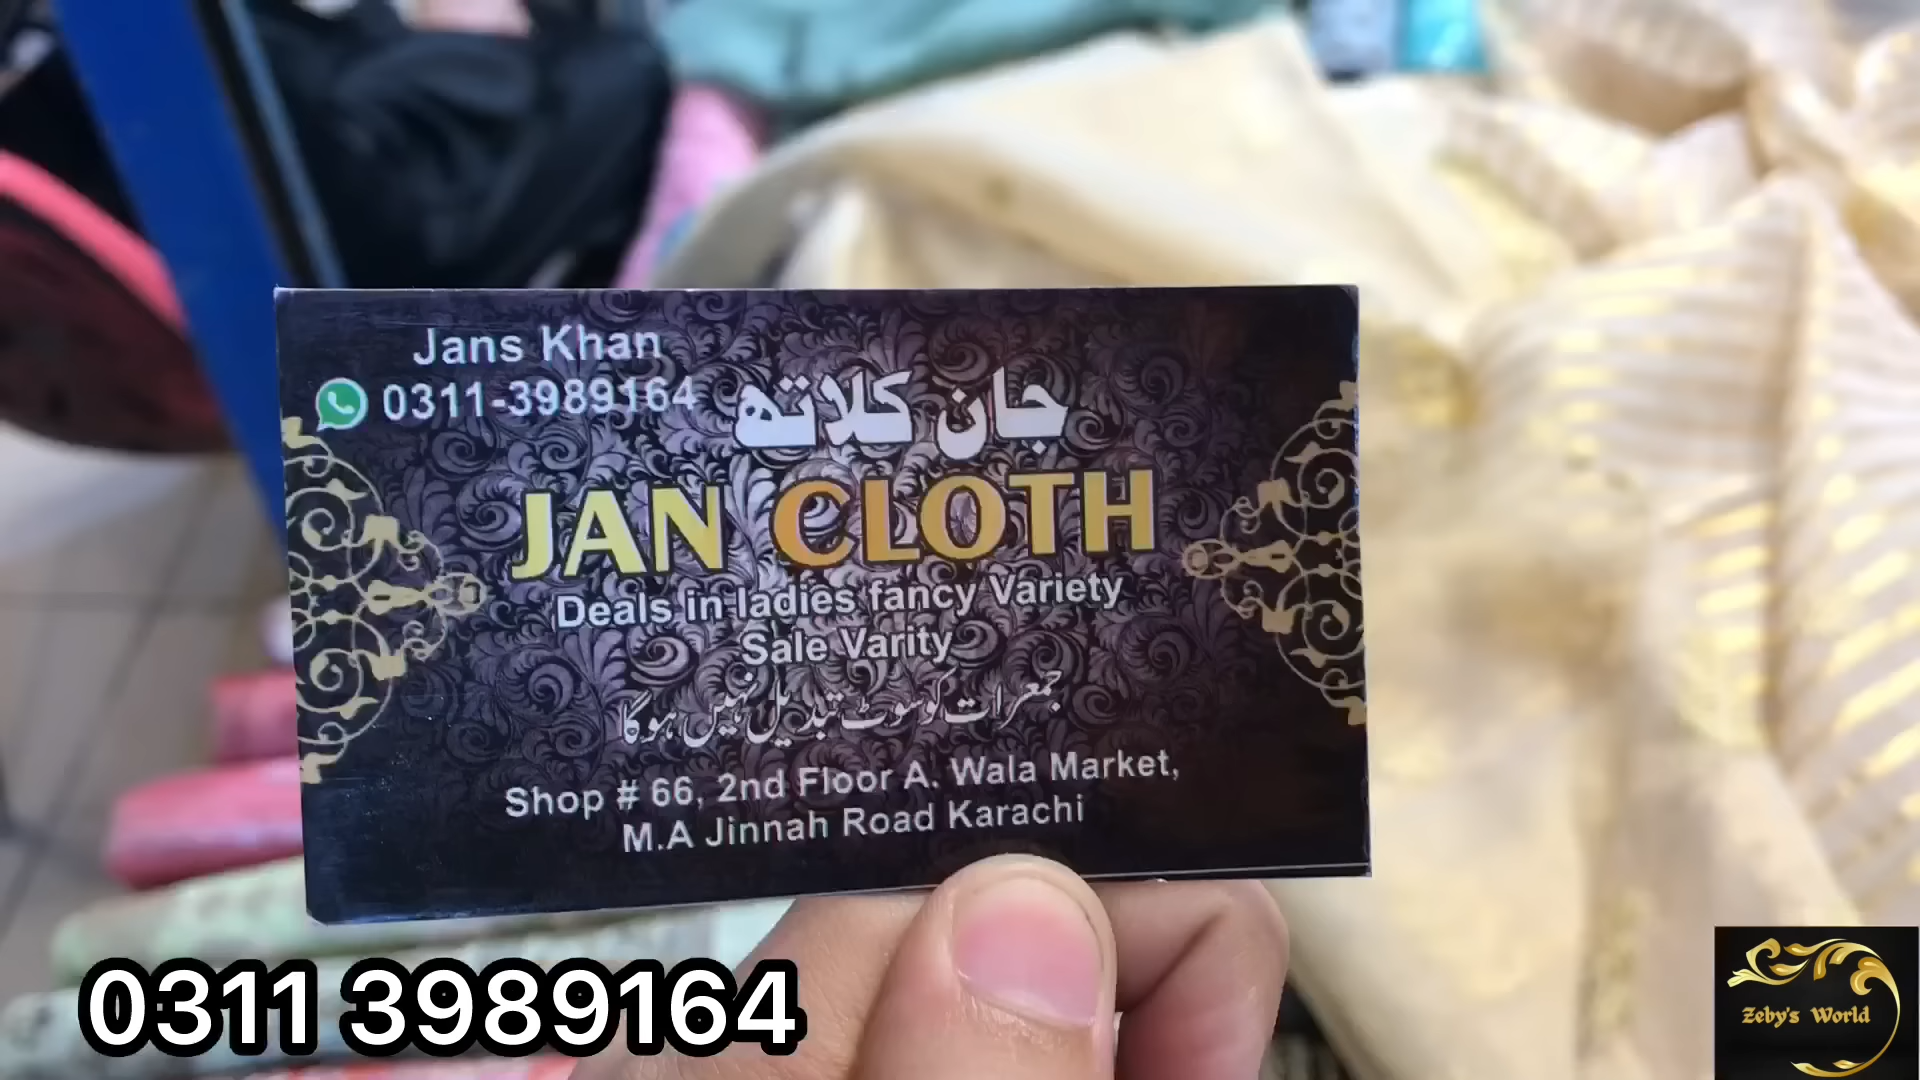 Jans Khan
0311-3989164
جان کلاتھ
JAN CLOTH
Deals in ladies fancy Variety
Sale Varity
جمعرات کو سوٹ تبدیل نہیں ہوگا
Shop # 66, 2nd Floor A. Wala Market,
M.A Jinnah Road Karachi
0311 3989164
Zeby's World